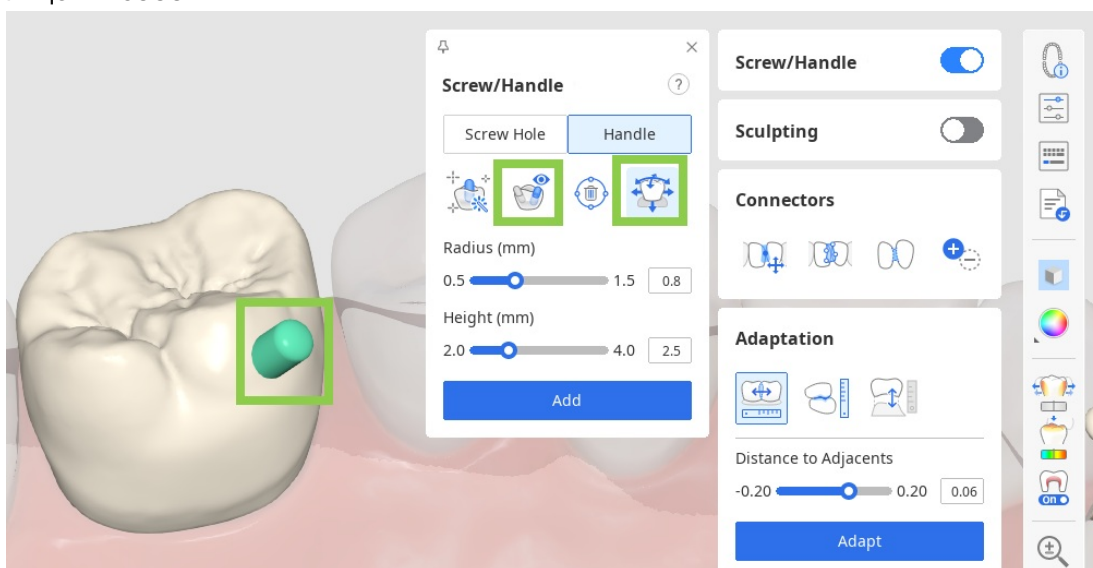 Screw/Handle
?
Screw Hole
Handle
Radius (mm)
0.5
1.5
0.8
Height (mm)
2.0
4.0
2.5
Add
Screw/Handle
Sculpting
Connectors
Adaptation
Distance to Adjacents
-0.20
0.20
0.06
Adapt
on